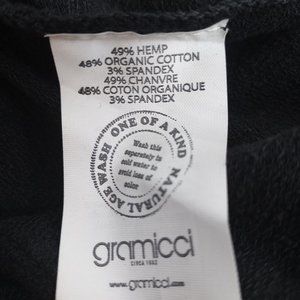 49% HEMP
48% ORGANIC COTTON
3% SPANDEX
49% CHANVRE
48% COTON ORGANIQUE
3% SPANDEX
ONE OF A KIND
NATURAL AGE WASH
Wash this
separately in
cold water to
avoid loss of
color
gramicci
CIRCA 1982
www.gramicci.com